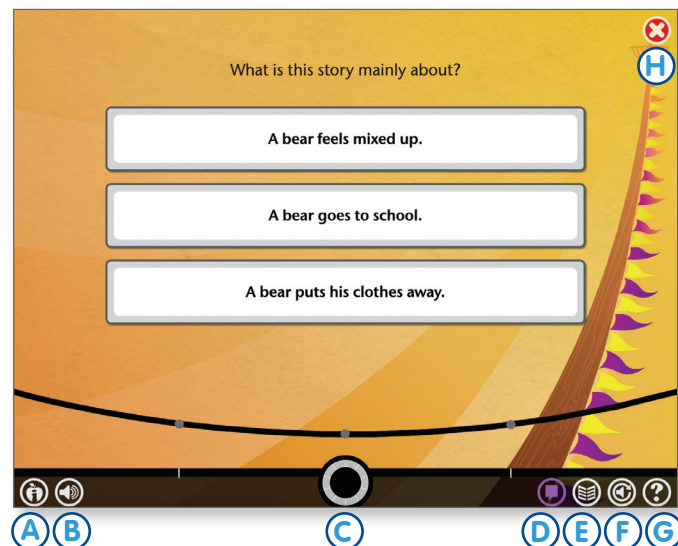 What is this story mainly about?
H
A bear feels mixed up.
A bear goes to school.
A bear puts his clothes away.
?
A B C D E F G